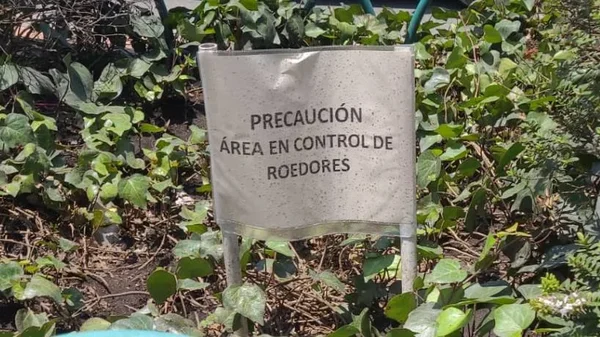 PRECAUCIÓN
ÁREA EN CONTROL DE
ROEDORES